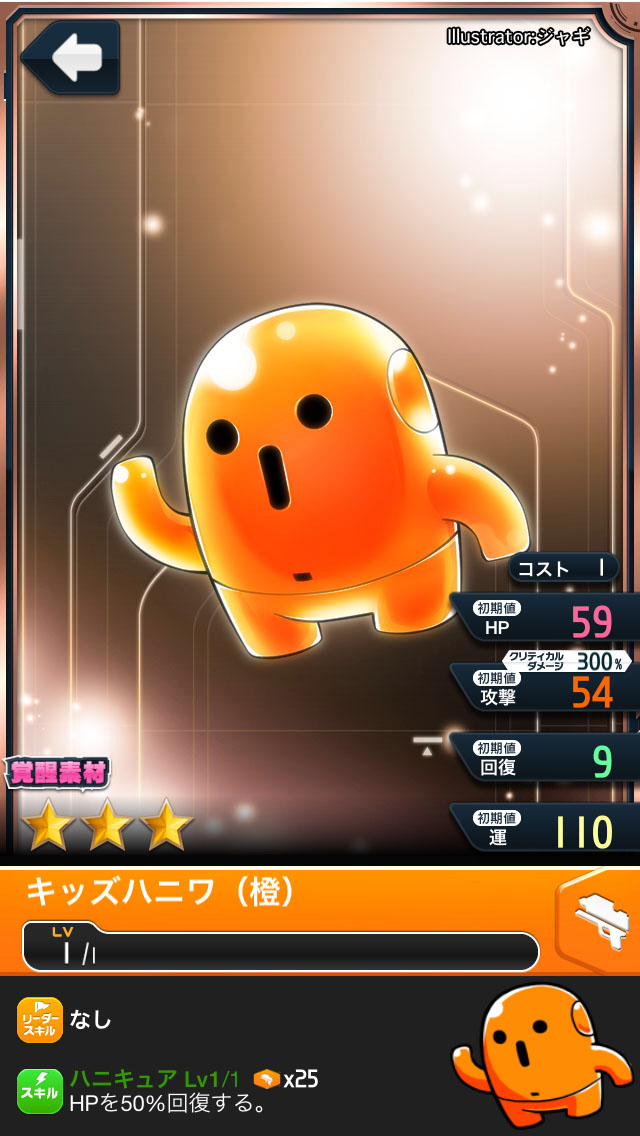 Illustrator:ジャギ
コスト 1
初期値
HP 59
クリティカル
ダメージ 300%
初期値
攻撃 54
初期値
回復 9
初期値
運 110
覚醒素材
キッズハニワ（橙）
LV
1/1
リーダー
スキル なし
スキル ハニキュア Lv1/1 x25
HPを50%回復する。